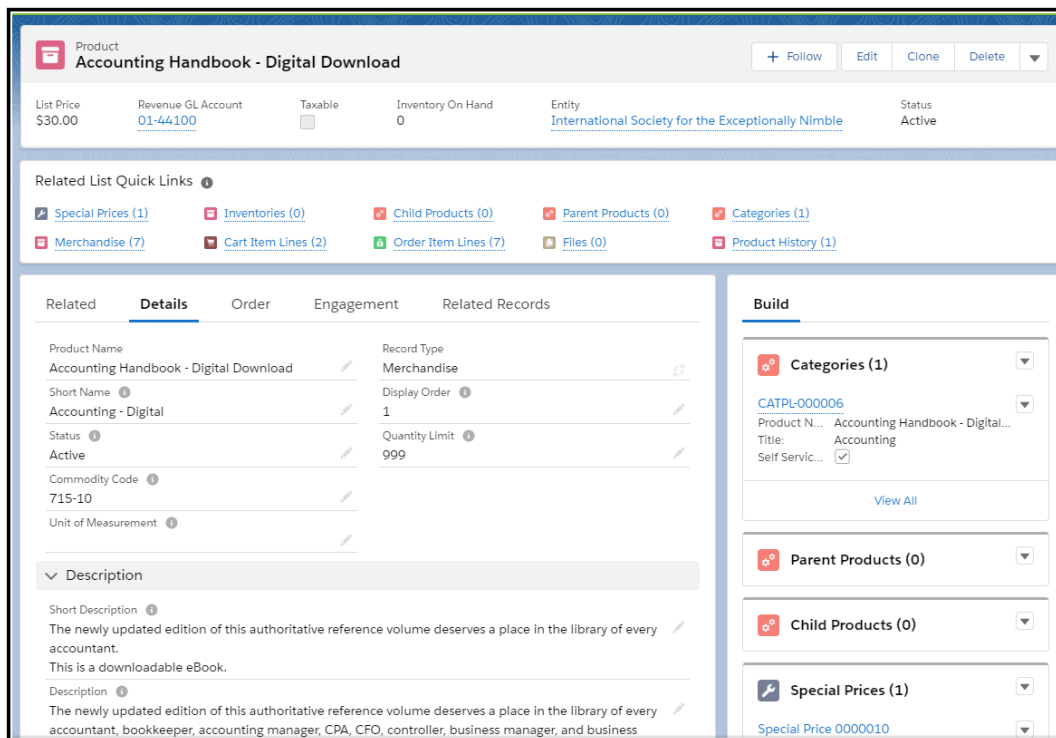 Product
Accounting Handbook - Digital Download
+ Follow
Edit
Clone
Delete
List Price
Revenue GL Account
Taxable
Inventory On Hand
Entity
Status
$30.00
01-44100
0
International Society for the Exceptionally Nimble
Active
Related List Quick Links
Special Prices (1)
Inventories (0)
Child Products (0)
Parent Products (0)
Categories (1)
Merchandise (7)
Cart Item Lines (2)
Order Item Lines (7)
Files (0)
Product History (1)
Related
Details
Order
Engagement
Related Records
Product Name
Accounting Handbook - Digital Download
Record Type
Merchandise
Short Name
Accounting - Digital
Display Order
1
Status
Active
Quantity Limit
999
Commodity Code
715-10
Unit of Measurement
Description
Short Description
The newly updated edition of this authoritative reference volume deserves a place in the library of every
accountant.
This is a downloadable eBook.
Description
The newly updated edition of this authoritative reference volume deserves a place in the library of every
accountant, bookkeeper, accounting manager, CPA, CFO, controller, business manager, and business
Build
Categories (1)
CATPL-000006
Product N... Accounting Handbook - Digital...
Title: Accounting
Self Servic...
View All
Parent Products (0)
Child Products (0)
Special Prices (1)
Special Price 0000010